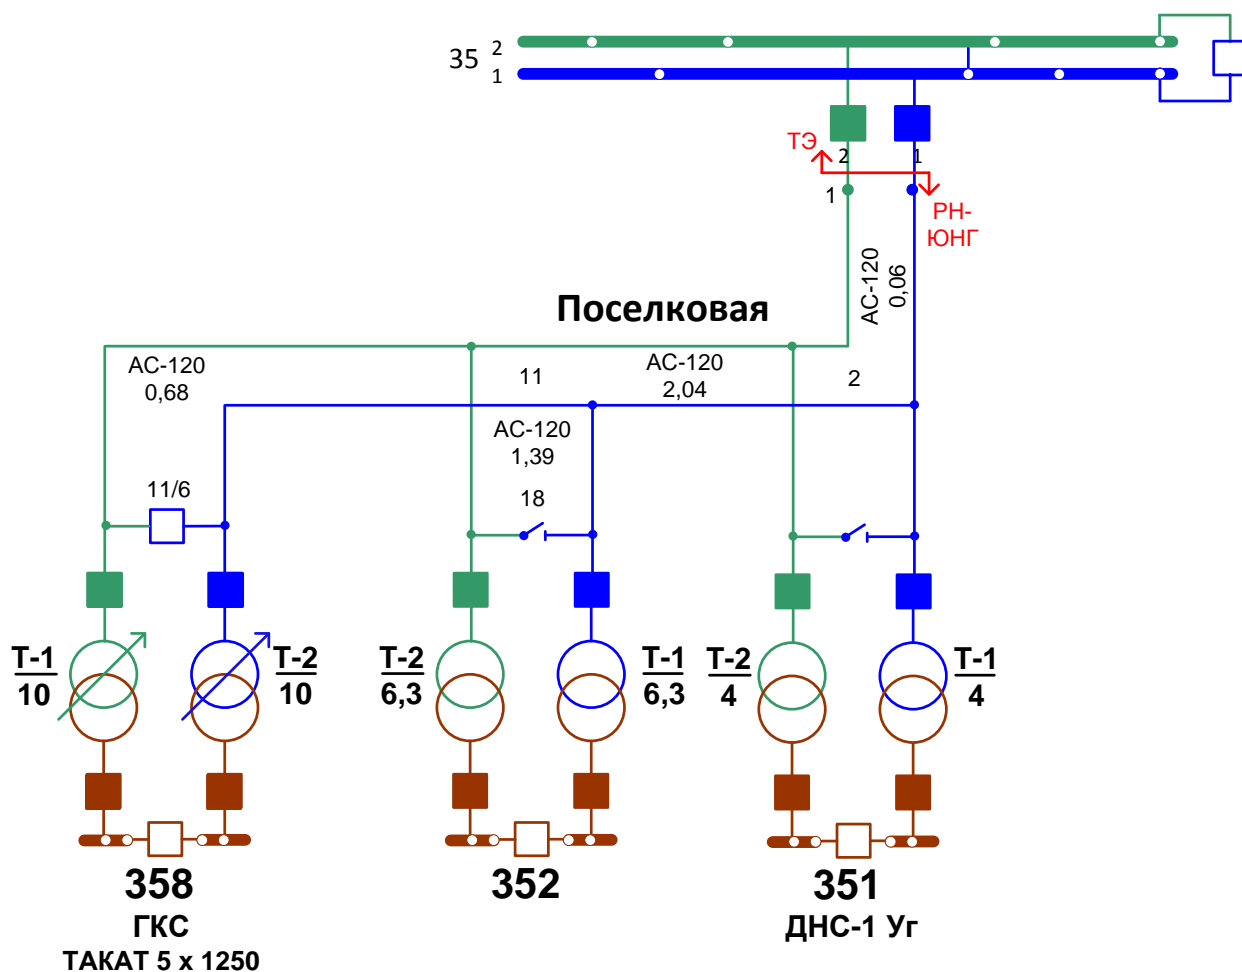 35
2
1
ТЭ
2
1
1
РН-
ЮНГ
АС-120
0,06
Поселковая
АС-120
0,68
11
АС-120
2,04
2
АС-120
1,39
11/6
18
Т-1
10
Т-2
10
Т-2
6,3
Т-1
6,3
Т-2
4
Т-1
4
358
ГКС
ТАКАТ 5 х 1250
352
351
ДНС-1 Уг